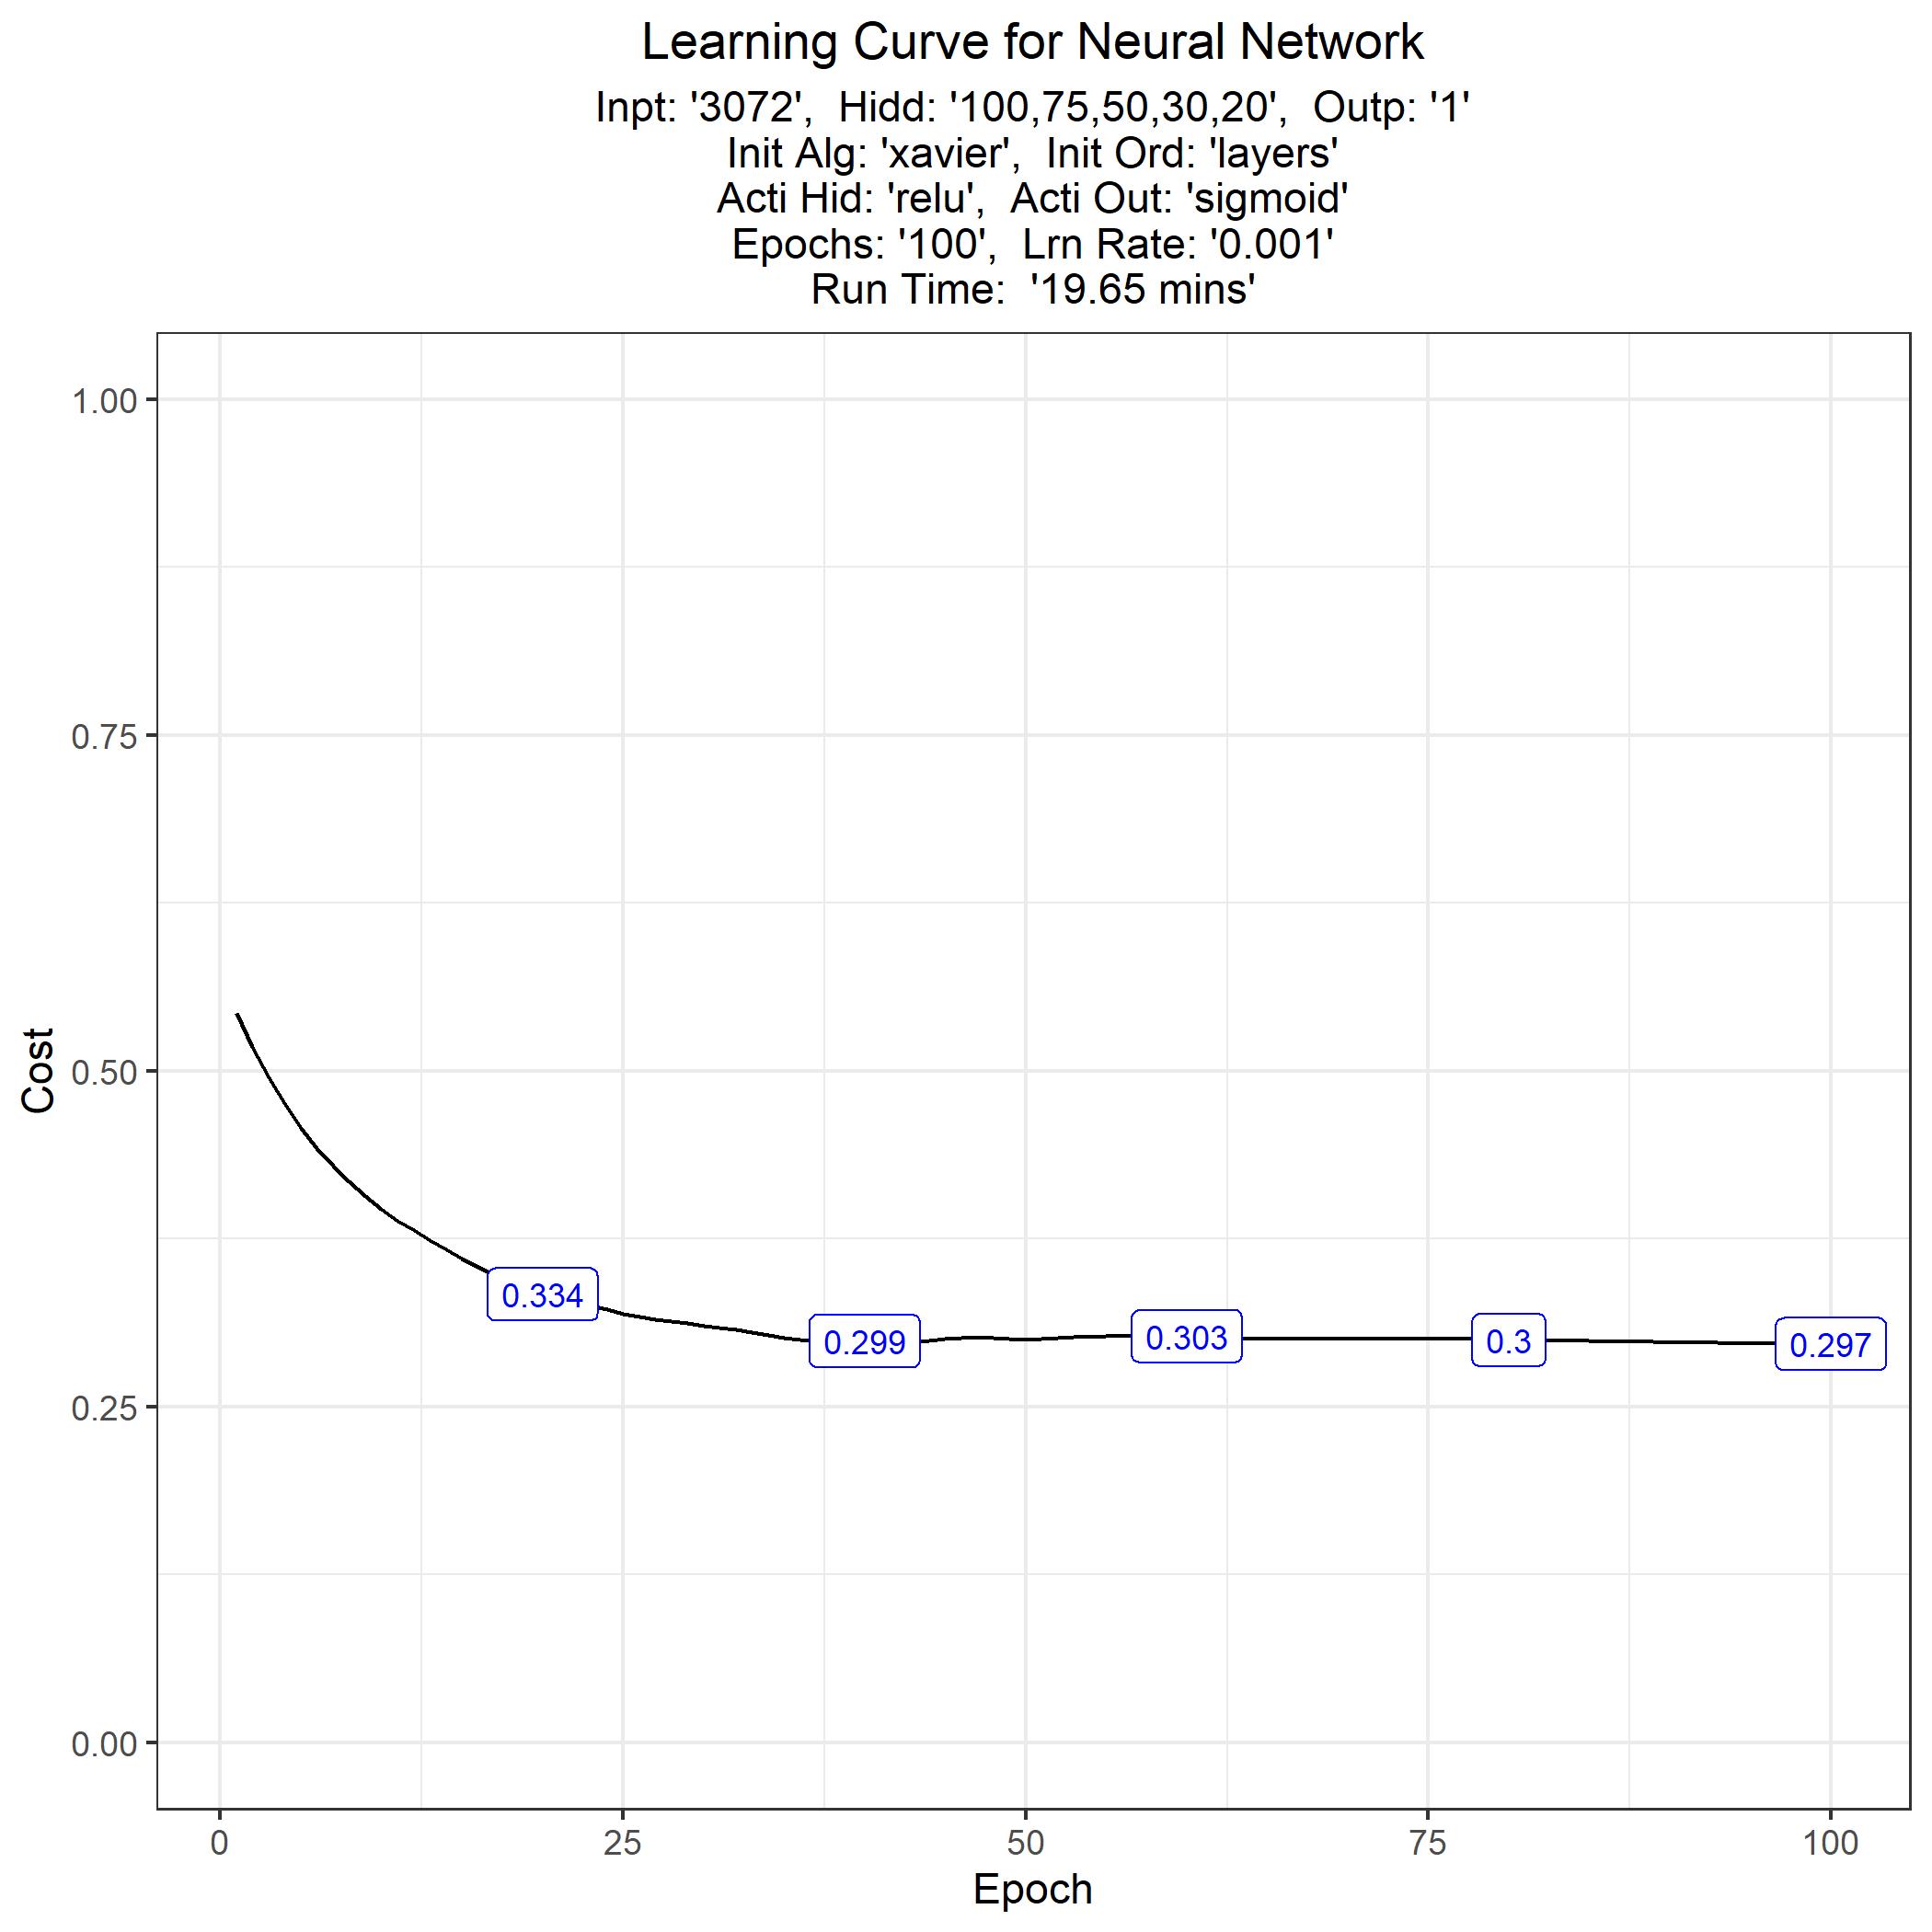 Learning Curve for Neural Network
Inpt: '3072',  Hidd: '100,75,50,30,20',  Outp: '1'
Init Alg: 'xavier',  Init Ord: 'layers'
Acti Hid: 'relu',  Acti Out: 'sigmoid'
Epochs: '100',  Lrn Rate: '0.001'
Run Time:  '19.65 mins'
1.00
0.75
0.50
0.25
0.00
Cost
0.334
0.299
0.303
0.3
0.297
0
25
50
75
100
Epoch